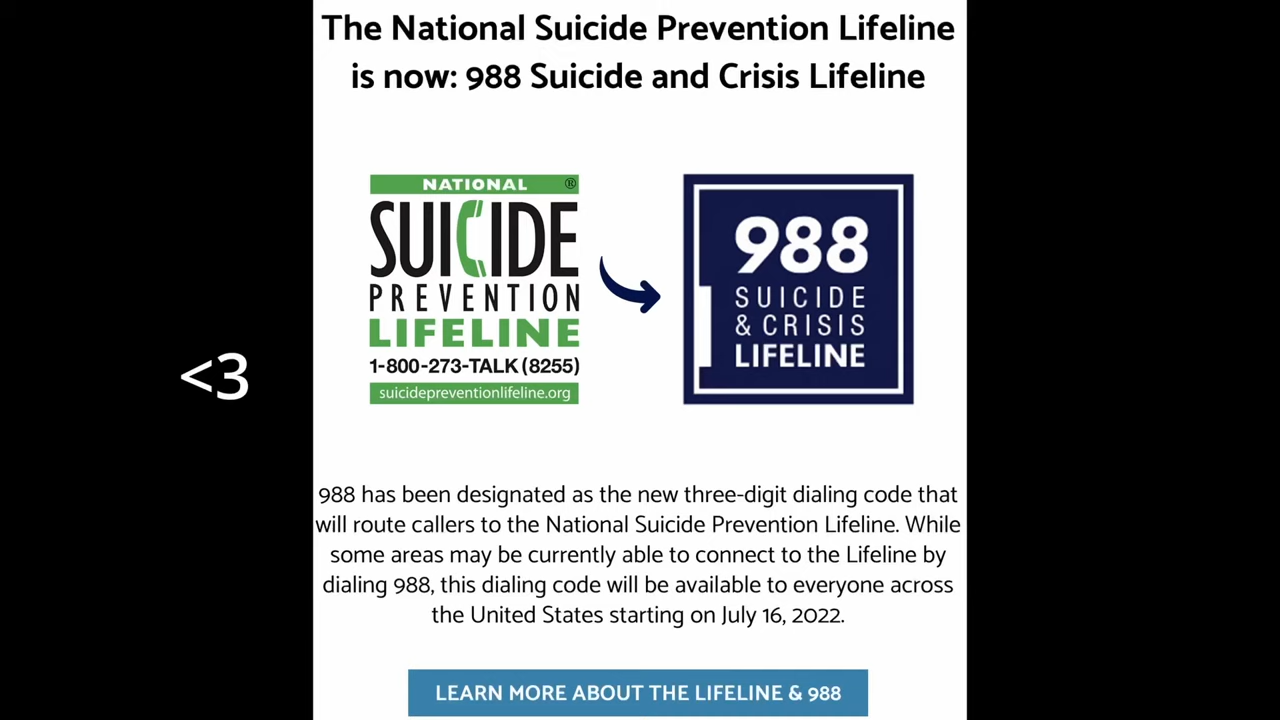 The National Suicide Prevention Lifeline
is now: 988 Suicide and Crisis Lifeline
NATIONAL ®
SUICIDE
PREVENTION
LIFELINE
1-800-273-TALK (8255)
suicidepreventionlifeline.org
988
SUICIDE
& CRISIS
LIFELINE
<3
988 has been designated as the new three-digit dialing code that
will route callers to the National Suicide Prevention Lifeline. While
some areas may be currently able to connect to the Lifeline by
dialing 988, this dialing code will be available to everyone across
the United States starting on July 16, 2022.
LEARN MORE ABOUT THE LIFELINE & 988